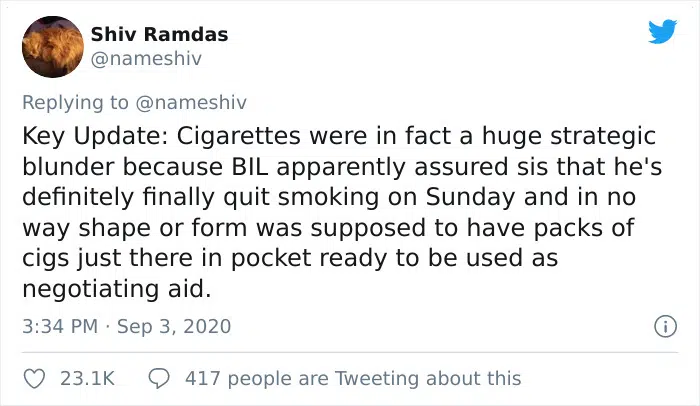 Shiv Ramdas
@nameshiv
Replying to @nameshiv
Key Update: Cigarettes were in fact a huge strategic
blunder because BIL apparently assured sis that he's
definitely finally quit smoking on Sunday and in no
way shape or form was supposed to have packs of
cigs just there in pocket ready to be used as
negotiating aid.
3:34 PM · Sep 3, 2020
23.1K 417 people are Tweeting about this